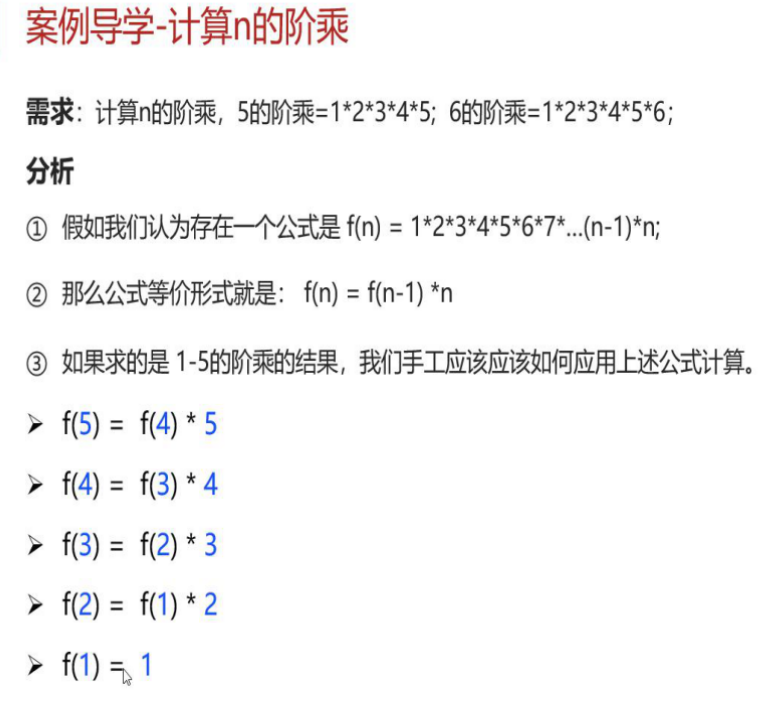 案例导学-计算n的阶乘
需求：计算n的阶乘，5的阶乘=1*2*3*4*5; 6的阶乘=1*2*3*4*5*6;
分析
① 假如我们认为存在一个公式是 f(n) = 1*2*3*4*5*6*7*...(n-1)*n;
② 那么公式等价形式就是： f(n) = f(n-1) *n
③ 如果求的是 1-5的阶乘的结果，我们手工应该应该如何应用上述公式计算。
➢ f(5) = f(4) * 5
➢ f(4) = f(3) * 4
➢ f(3) = f(2) * 3
➢ f(2) = f(1) * 2
➢ f(1) = 1